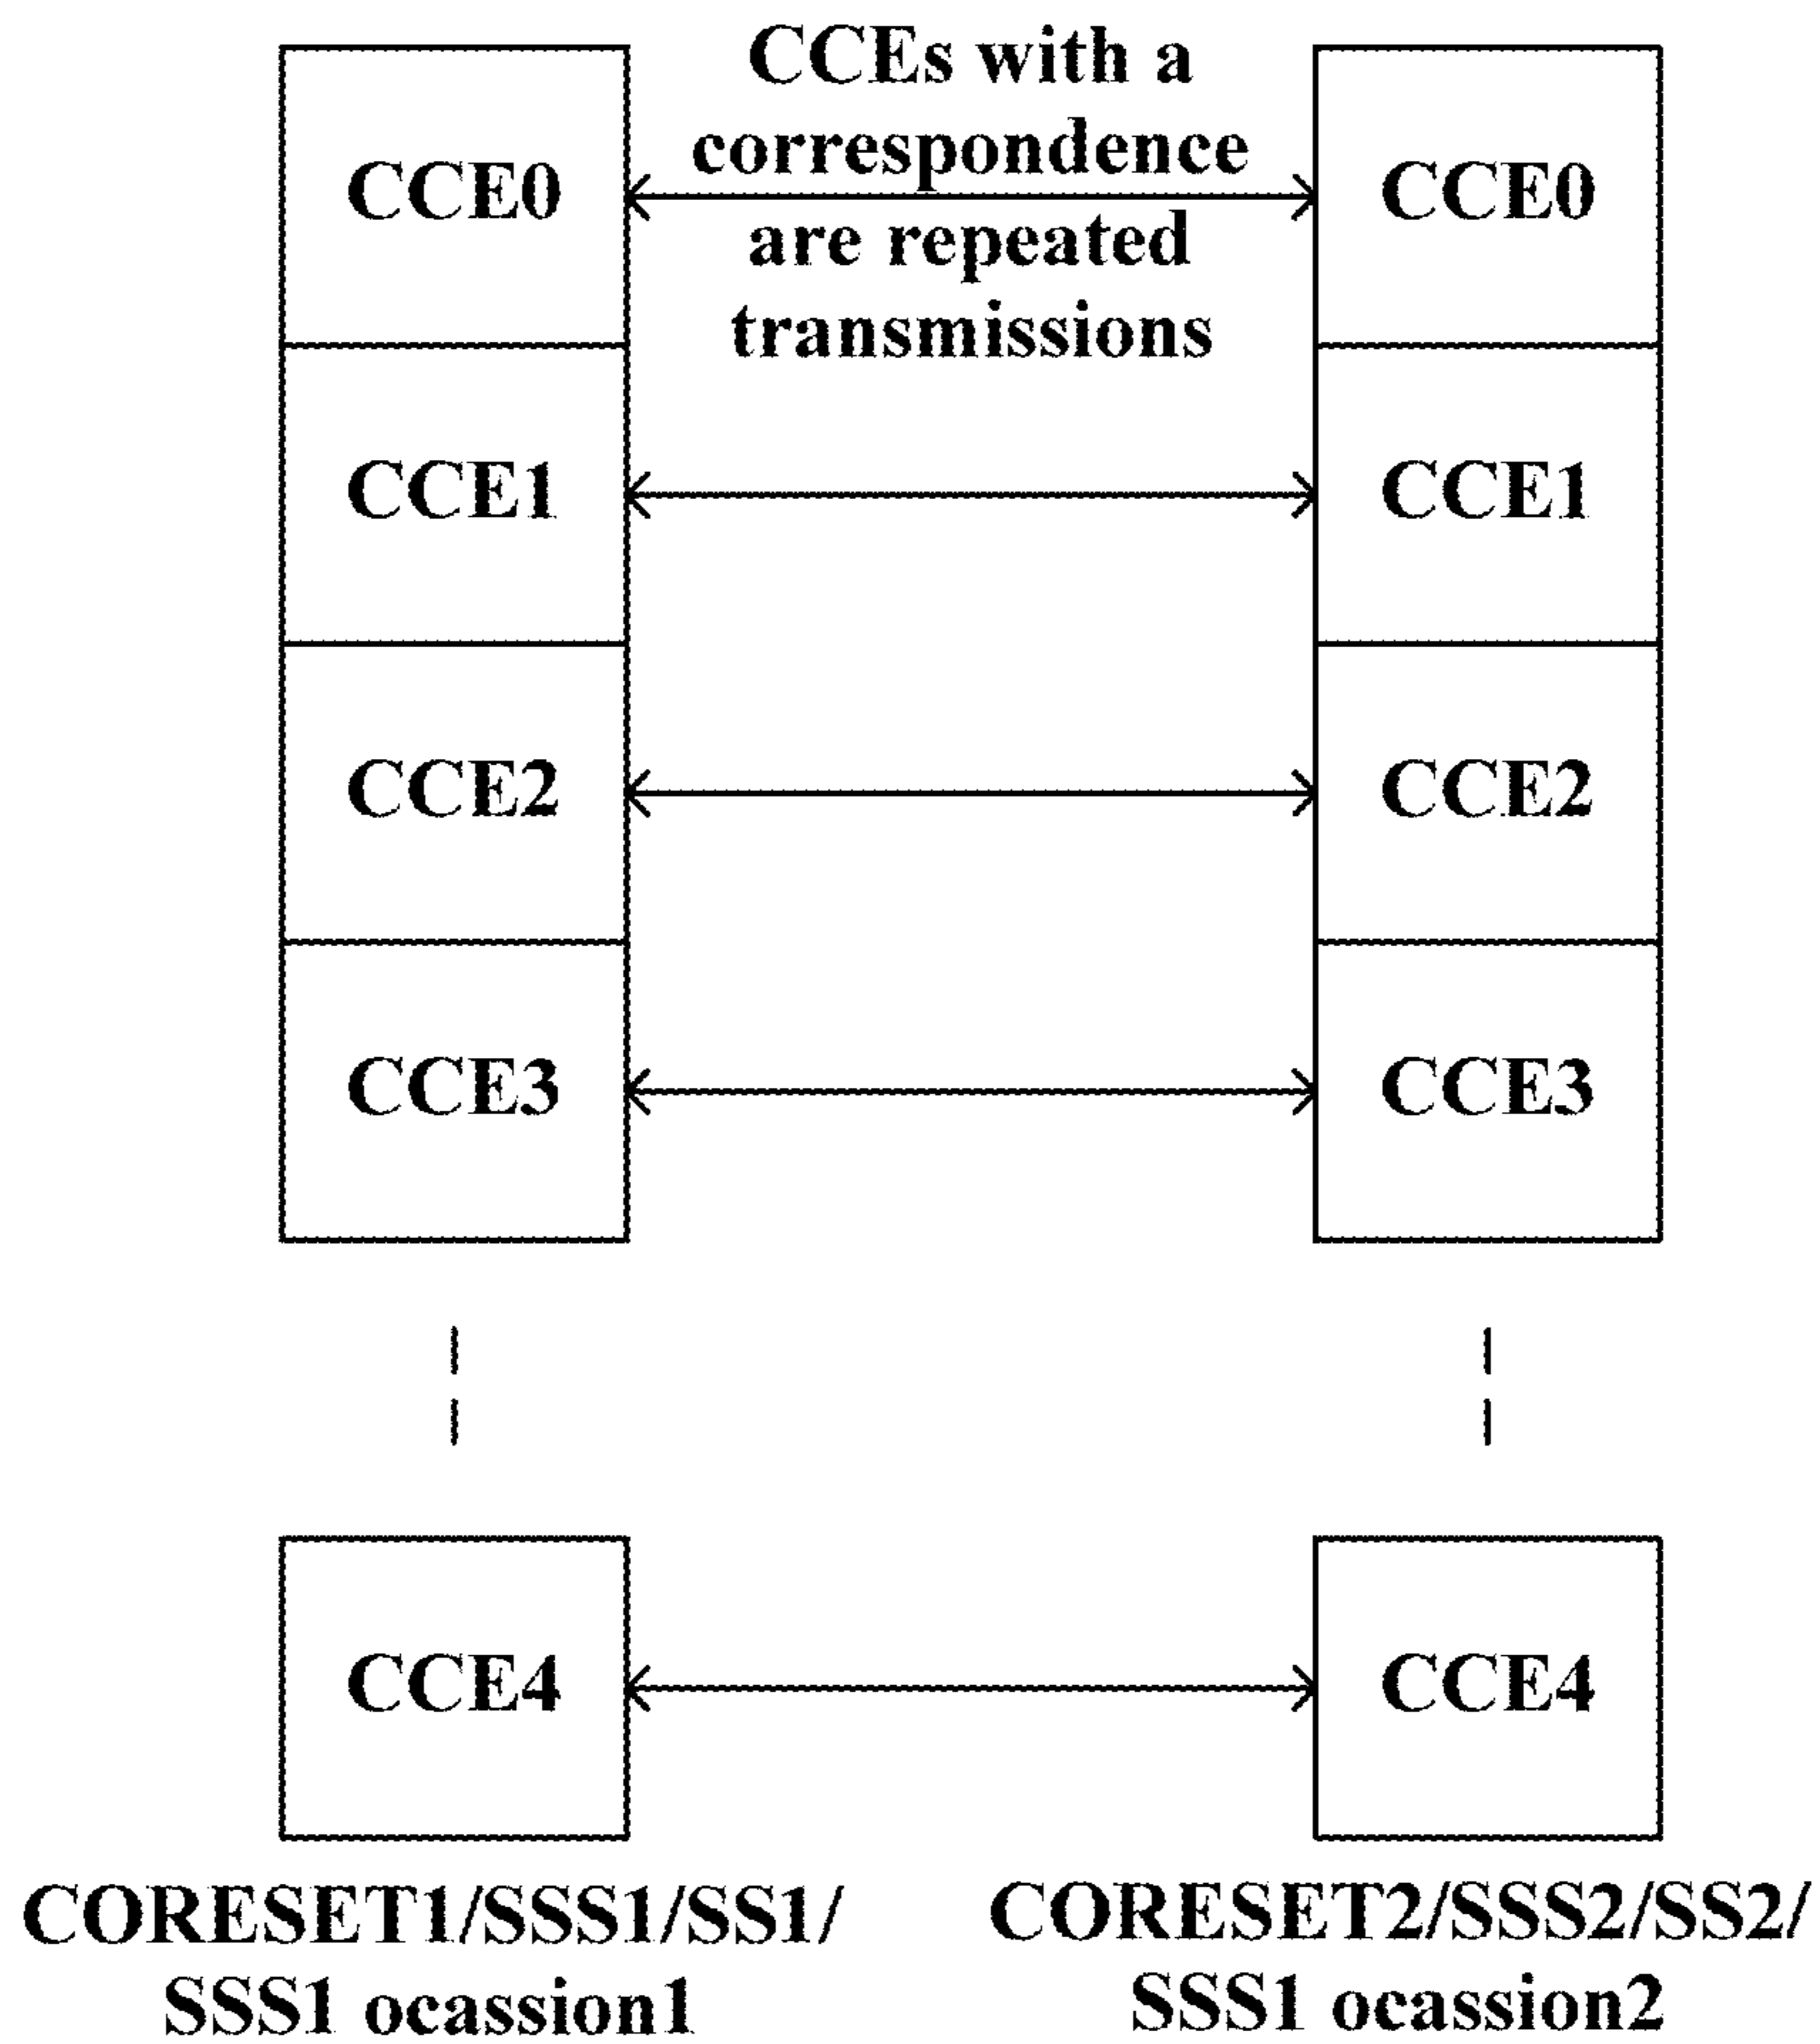 CCEs with a
correspondence
are repeated
transmissions
CCE0
CCE0
CCE1
CCE1
CCE2
CCE2
CCE3
CCE3
CCE4
CCE4
CORESET1/SSS1/SS1/
SSS1 ocassion1
CORESET2/SSS2/SS2/
SSS1 ocassion2